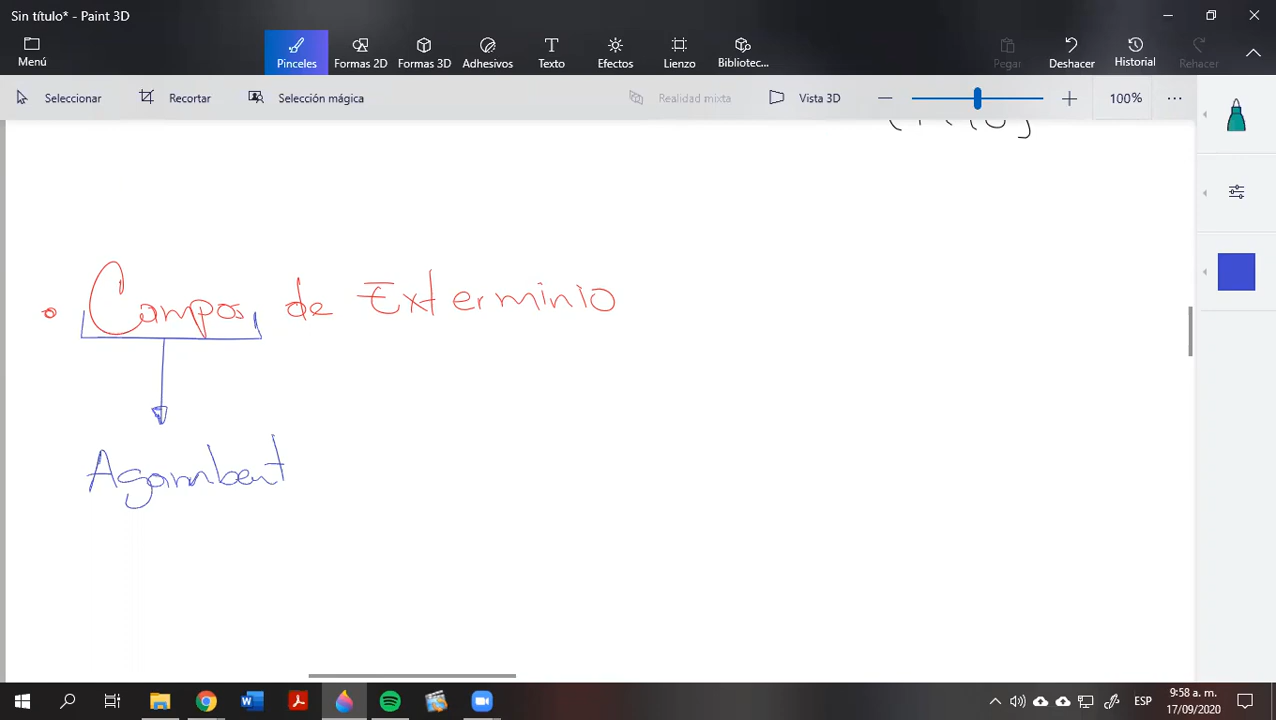 Sin título* - Paint 3D
Menú
Pinceles
Formas 2D
Formas 3D
Adhesivos
Texto
Efectos
Lienzo
Bibliotec...
Pegar
Deshacer
Historial
Rehacer
Seleccionar
Recortar
Selección mágica
Realidad mixta
Vista 3D
100%
• Campos de Exterminio
Agambent
ESP
9:58 a. m.
17/09/2020